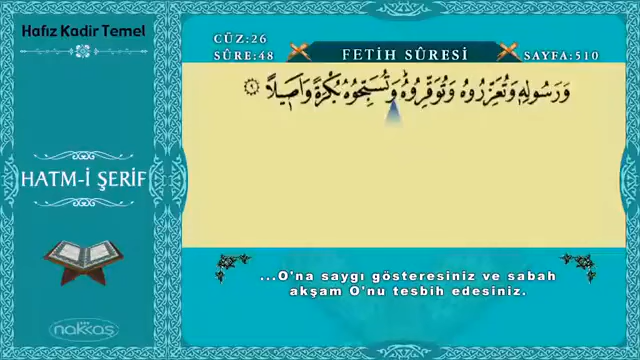 Hafız Kadir Temel
CÜZ:26
SÛRE:48
FETİH SÛRESİ
SAYFA:510
وَرَسُولِهِ وَتُعَزِّرُوهُ وَتُوَقِّرُوهُ وَتُسَبِّحُوهُ بُكْرَةً وَاَصٖيلًا ﴿٩﴾
HATM-İ ŞERİF
...O'na saygı gösteresiniz ve sabah
akşam O'nu tesbih edesiniz.
nakkaş